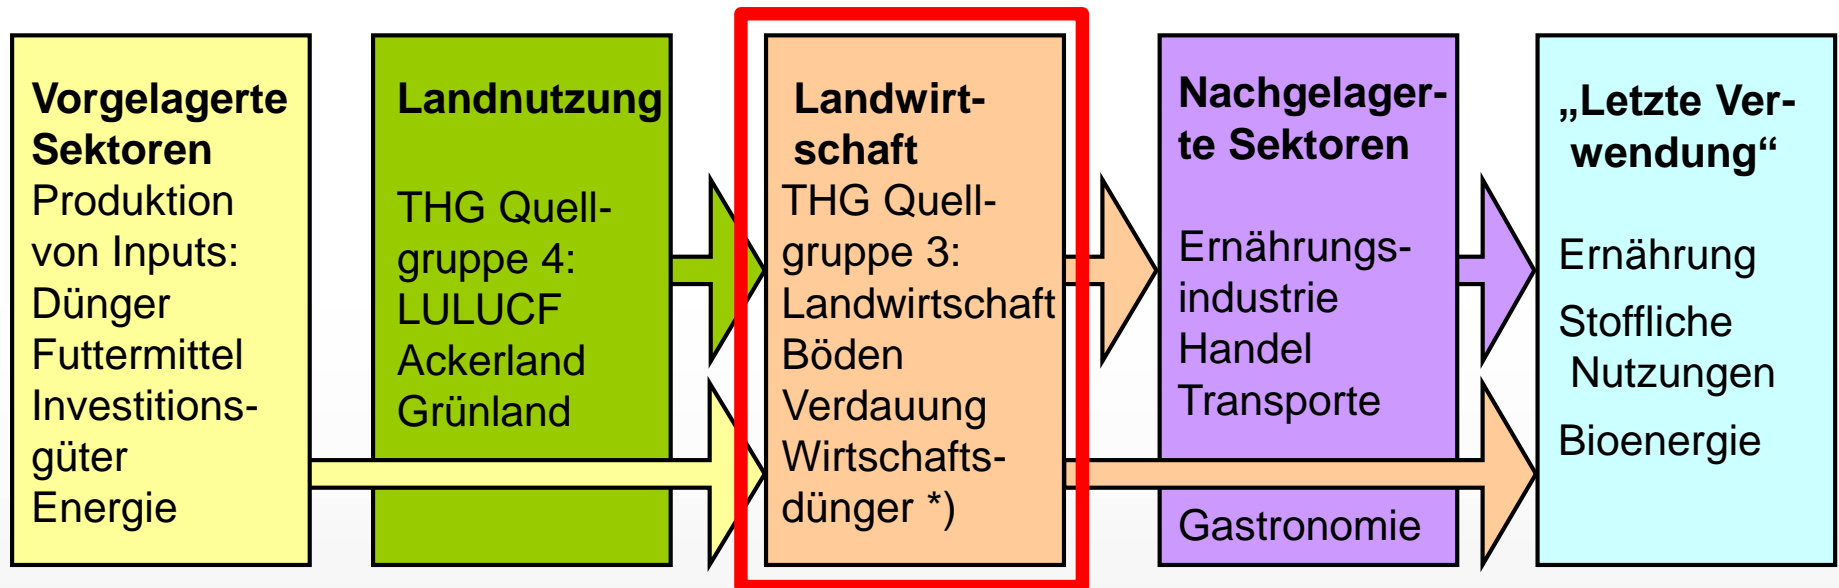 Vorgelagerte
Sektoren
Produktion
von Inputs:
Dünger
Futtermittel
Investitions-
güter
Energie
Landnutzung
THG Quell-
gruppe 4:
LULUCF
Ackerland
Grünland
Landwirt-
schaft
THG Quell-
gruppe 3:
Landwirtschaft
Böden
Verdauung
Wirtschafts-
dünger *)
Nachgelager-
te Sektoren
Ernährungs-
industrie
Handel
Transporte
Gastronomie
„Letzte Ver-
wendung“
Ernährung
Stoffliche
Nutzungen
Bioenergie